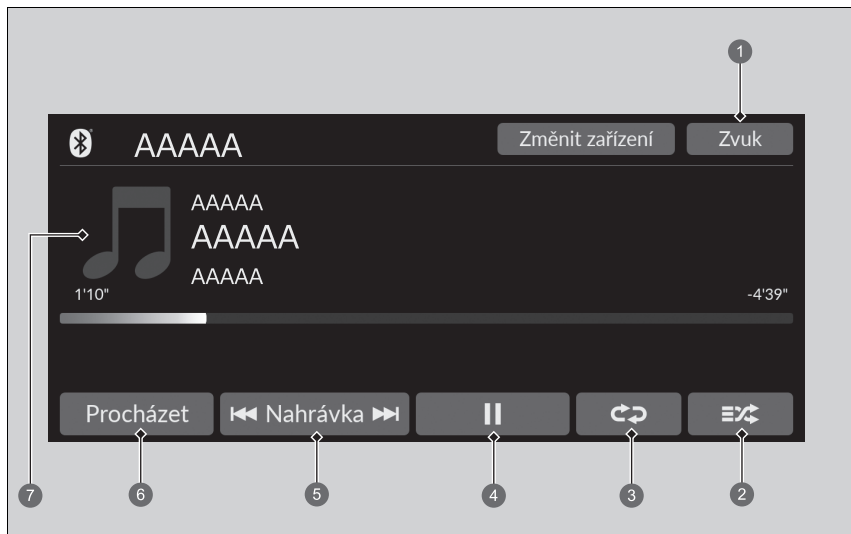 1
AAAAA
Změnit zařízení
Zvuk
AAAAA
AAAAA
AAAAA
7
1'10"
-4'39"
Procházet
Nahrávka
6
5
4
3
2